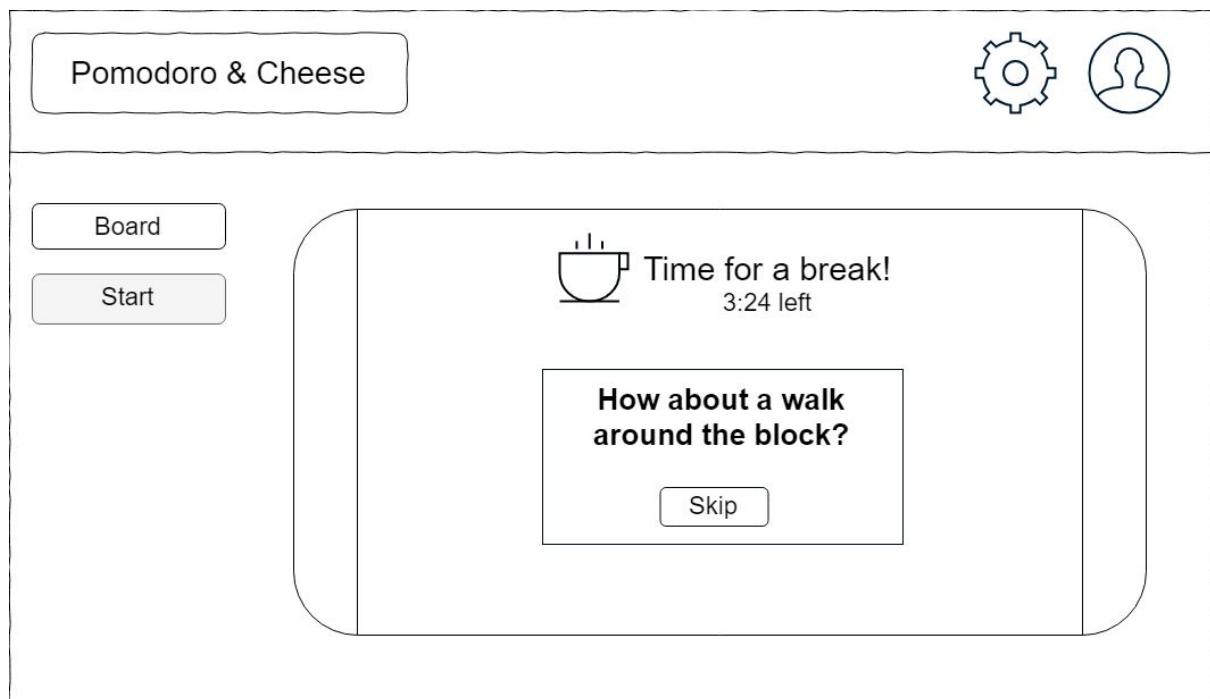 Pomodoro & Cheese
Board
Start
Time for a break!
3:24 left
How about a walk
around the block?
Skip